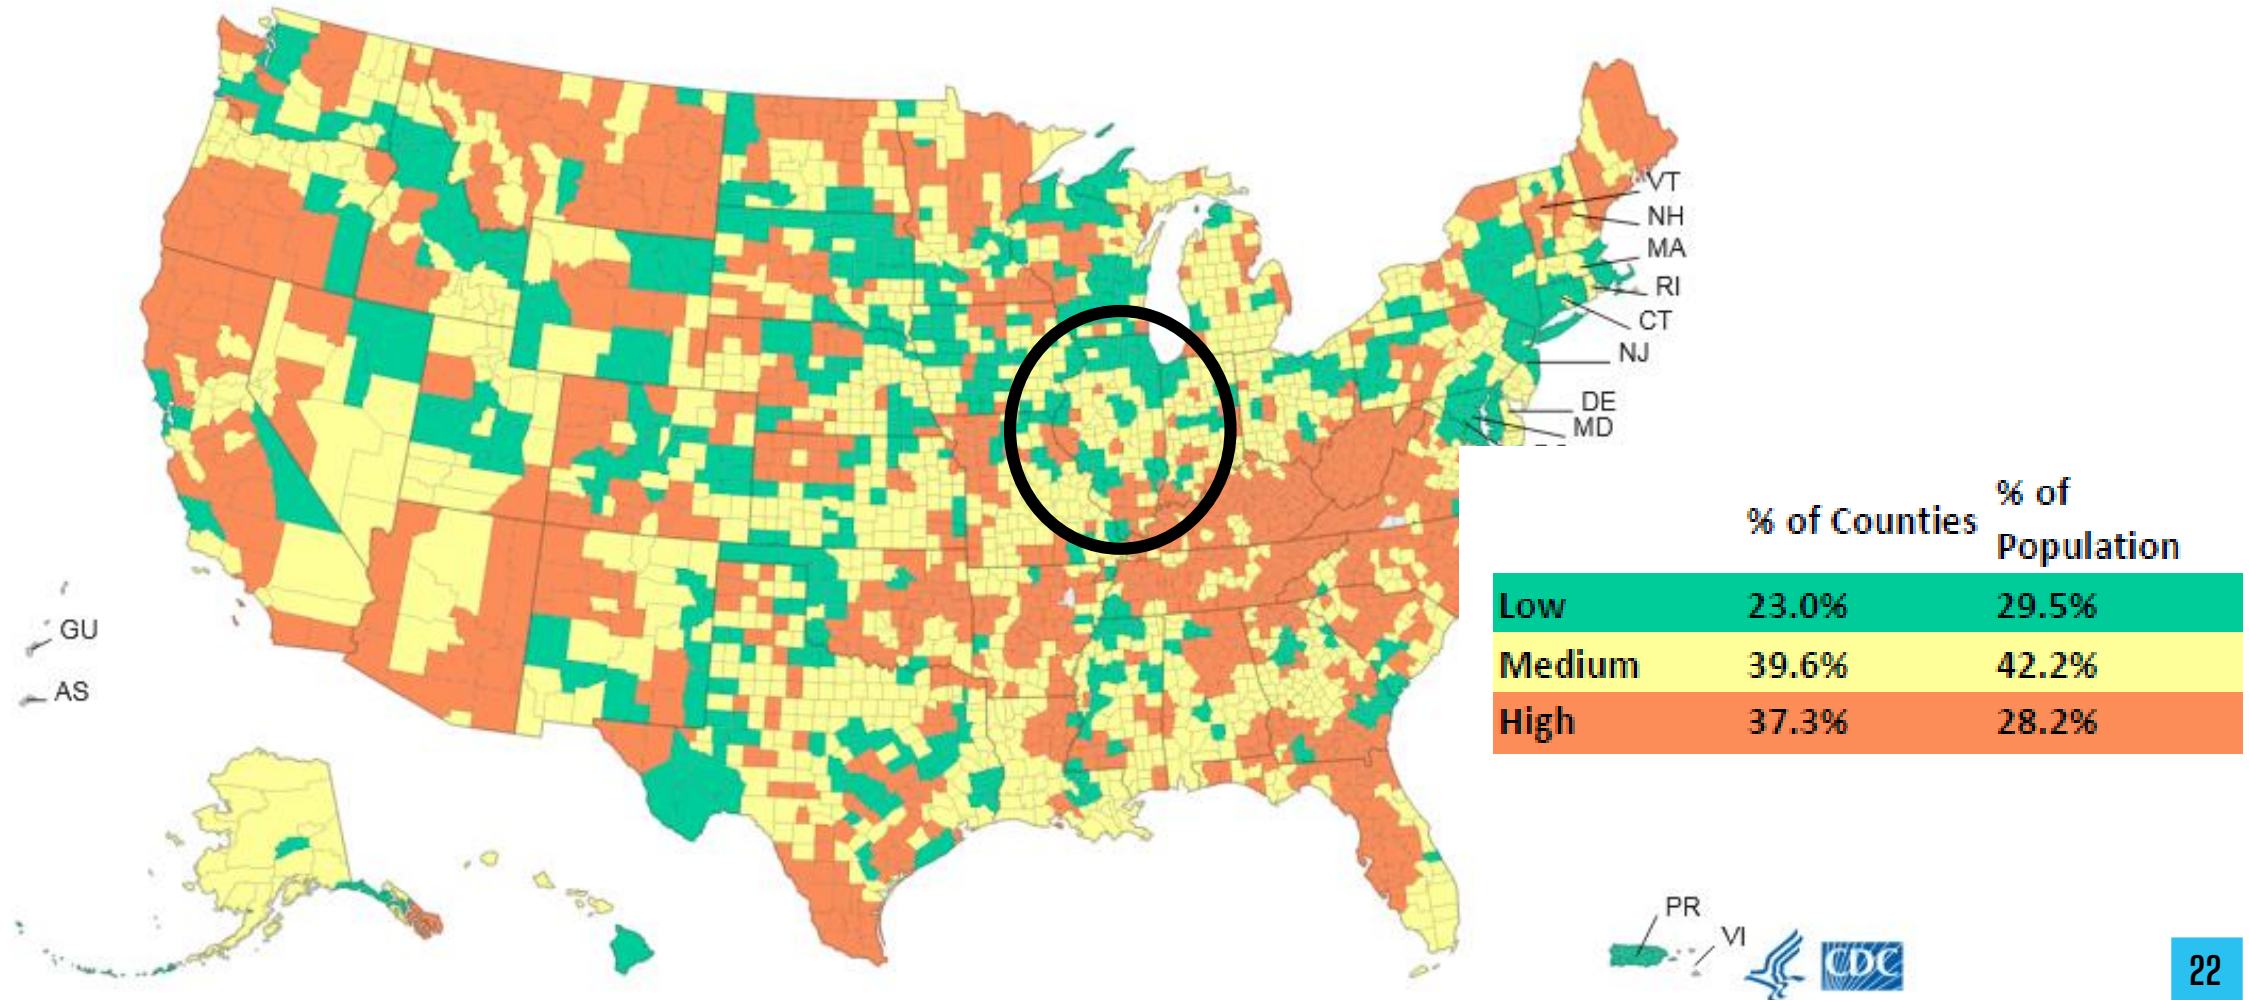 VT
NH
MA
RI
CT
NJ
DE
MD
GU
AS
% of Counties % of Population
Low 23.0% 29.5%
Medium 39.6% 42.2%
High 37.3% 28.2%
PR
VI
CDC
22